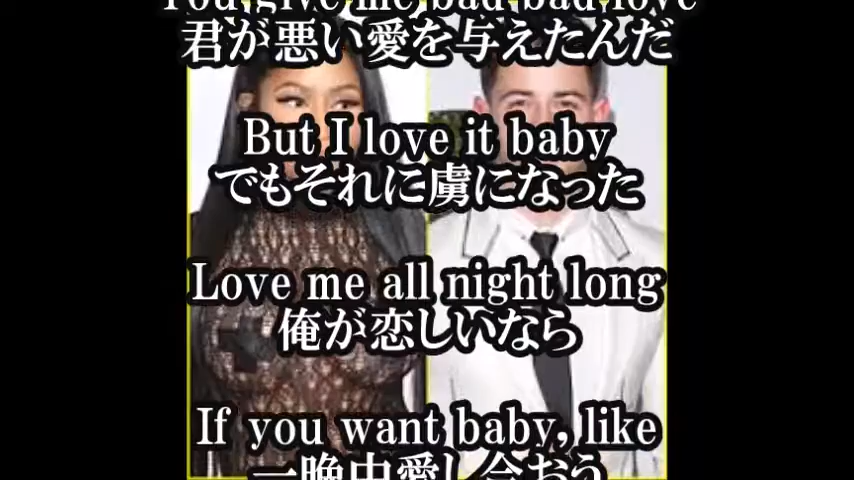 You give me bad bad love
君が悪い愛を与えたんだ
But I love it baby
でもそれに虜になった
Love me all night long
俺が恋しいなら
If you want baby, like
一晩中愛し合おう